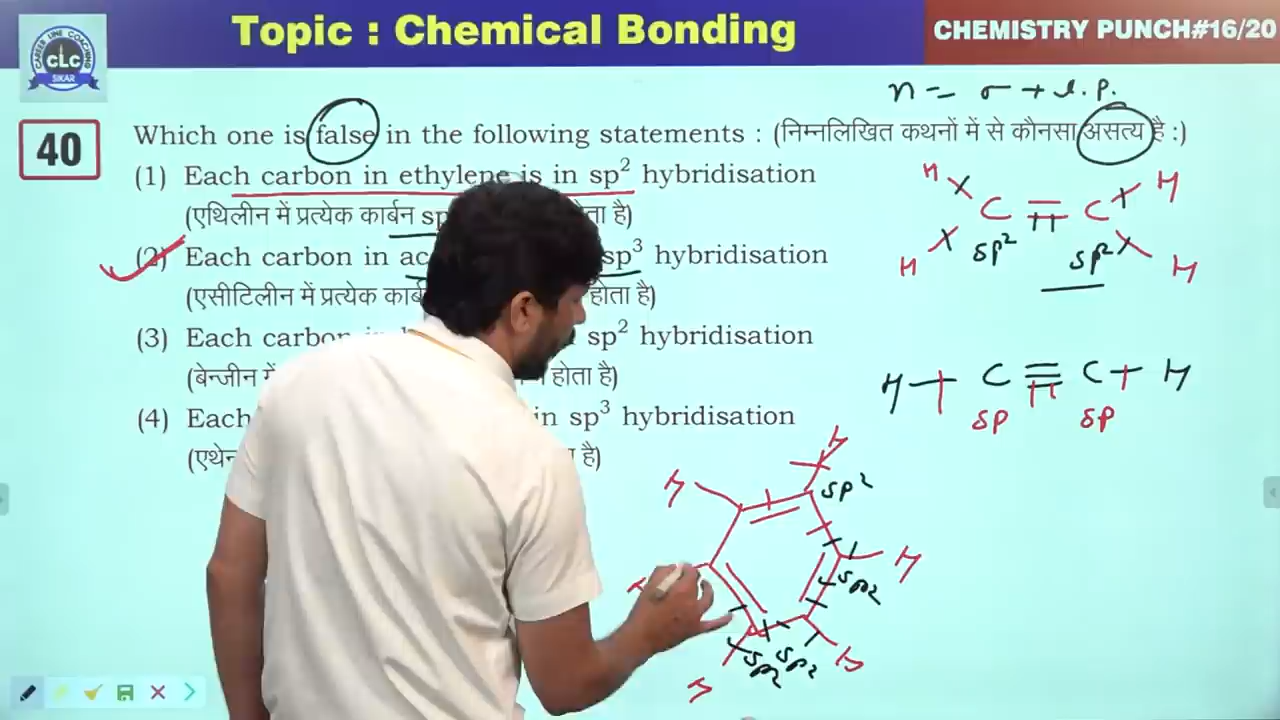 Topic : Chemical Bonding
CHEMISTRY PUNCH#16/20
CAREER LINE COACHING
CLC
SIKAR
n = σ + l.p.
40
Which one is false in the following statements : (निम्नलिखित कथनों में से कौनसा असत्य है :)
(1) Each carbon in ethylene is in sp² hybridisation
(एथिलीन में प्रत्येक कार्बन sp ता है)
(2) Each carbon in ac sp³ hybridisation
(एसीटिलीन में प्रत्येक कार्ब होता है)
(3) Each carbon sp² hybridisation
(बेन्जीन में होता है)
(4) Each in sp³ hybridisation
(एथेन है)
H H
C = C
sp² sp²
H H
H C ≡ C H
sp sp
H
H sp²
H
sp²
sp² sp²
H